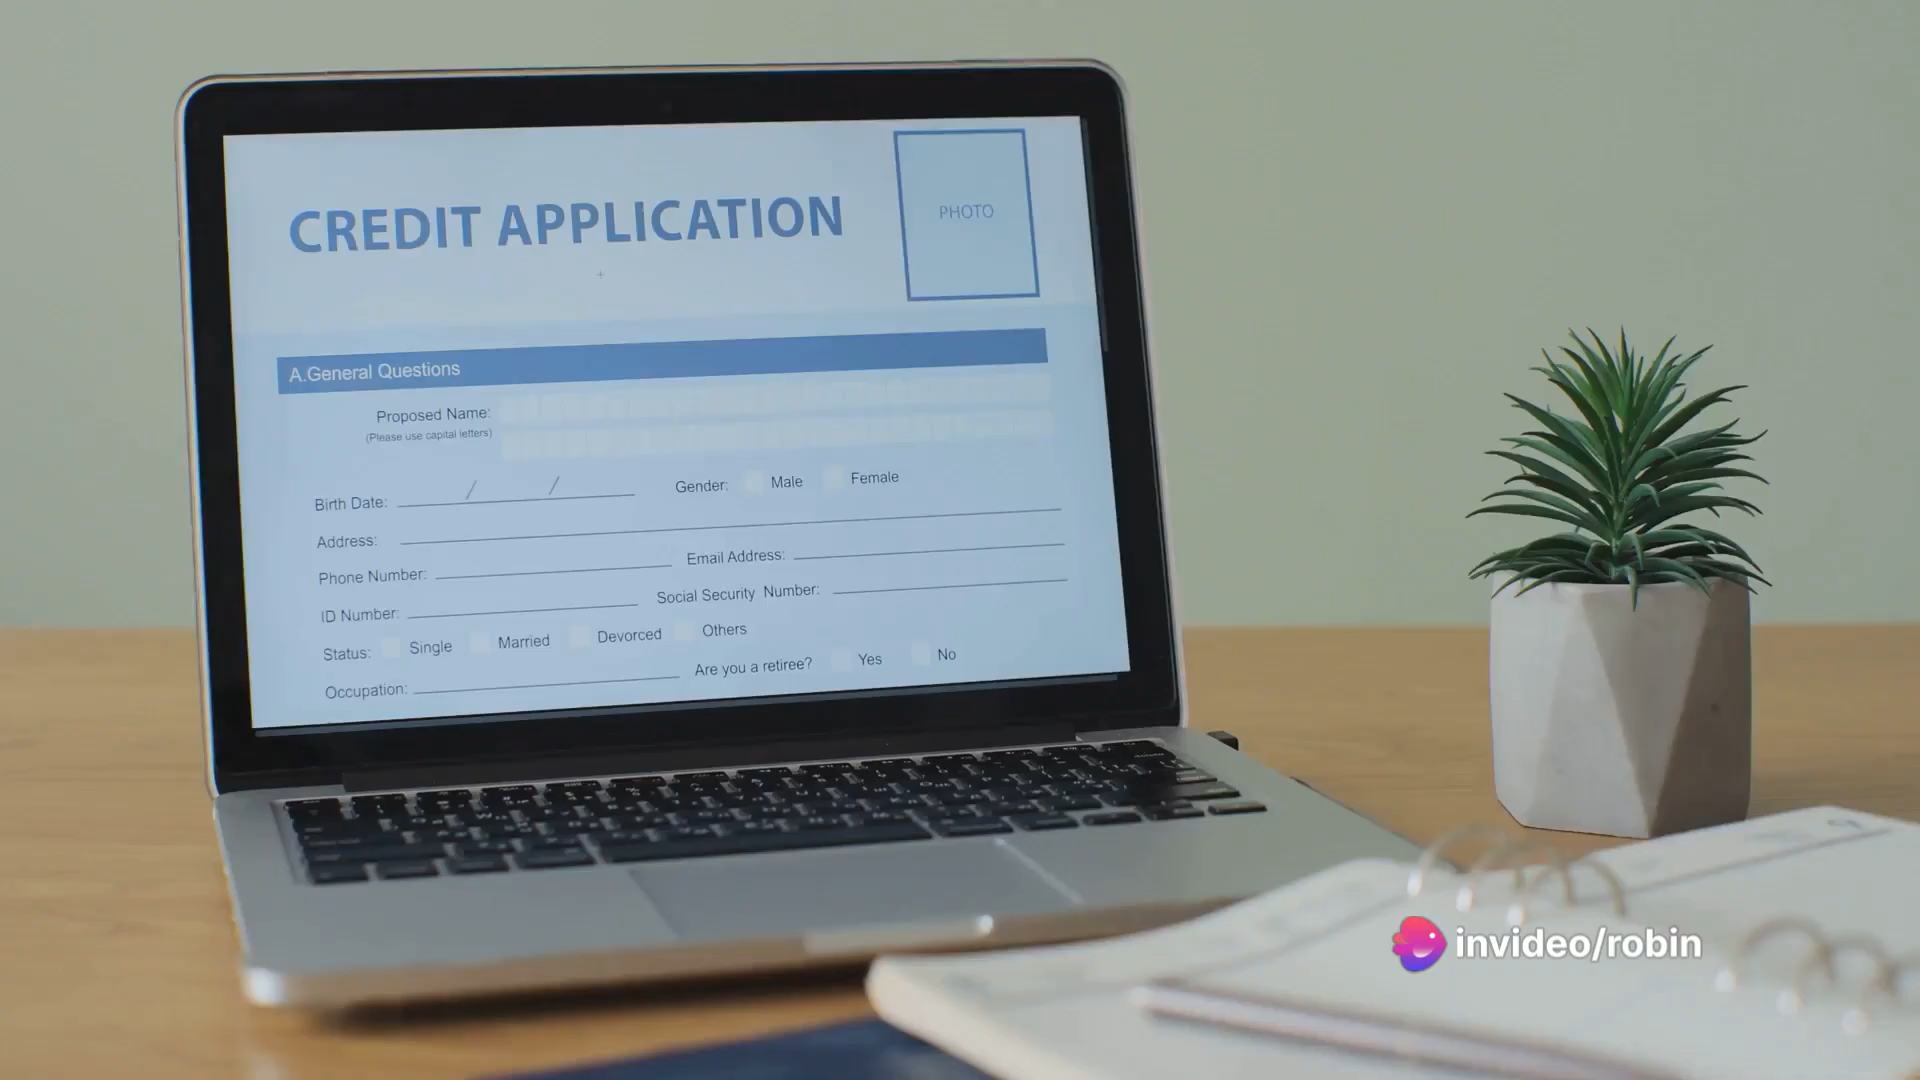 CREDIT APPLICATION
PHOTO
A.General Questions
Proposed Name:
(Please use capital letters)
Birth Date: / / Gender: Male Female
Address:
Phone Number: Email Address:
ID Number: Social Security Number:
Status: Single Married Devorced Others
Occupation: Are you a retiree? Yes No
invideo/robin